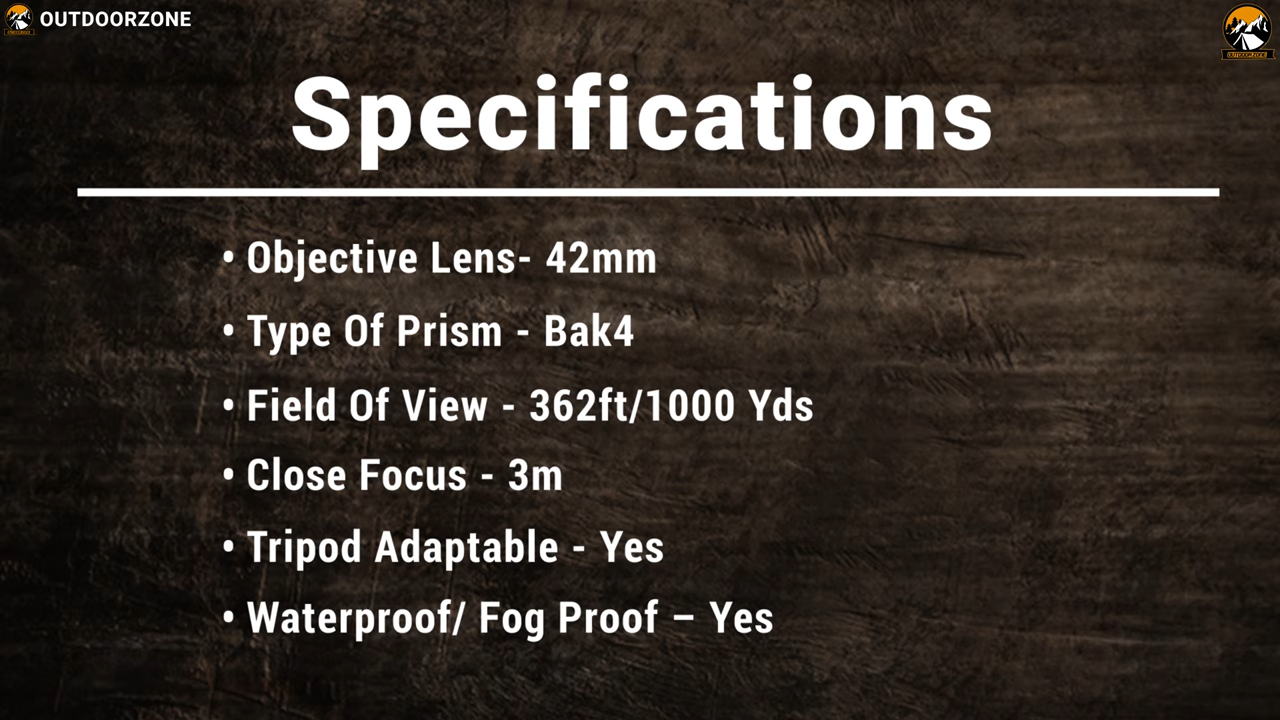 OUTDOORZONE
OUTDOORZONE
Specifications
• Objective Lens- 42mm
• Type Of Prism - Bak4
• Field Of View - 362ft/1000 Yds
• Close Focus - 3m
• Tripod Adaptable - Yes
• Waterproof/ Fog Proof – Yes